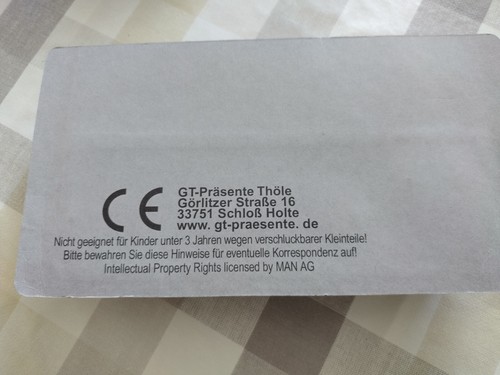 CE GT-Präsente Thöle
Görlitzer Straße 16
33751 Schloß Holte
www. gt-praesente. de
Nicht geeignet für Kinder unter 3 Jahren wegen verschluckbarer Kleinteile!
Bitte bewahren Sie diese Hinweise für eventuelle Korrespondenz auf!
Intellectual Property Rights licensed by MAN AG